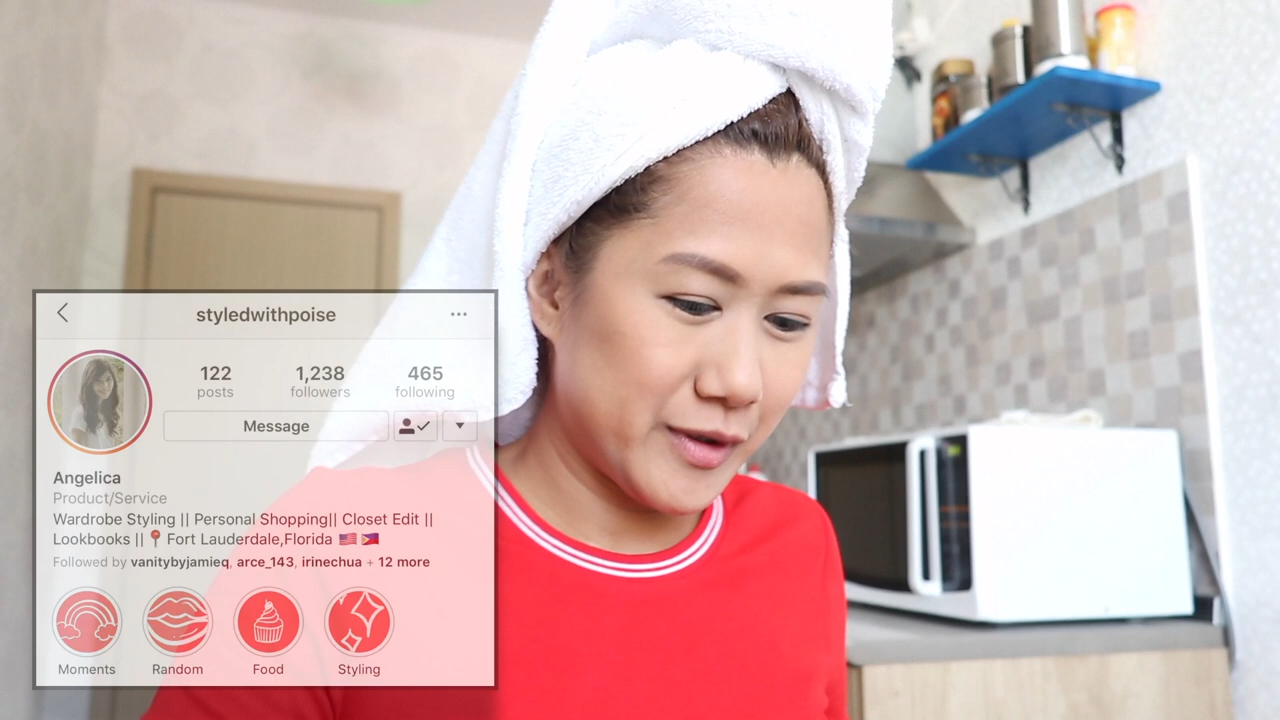 styledwithpoise
122 1,238 465
posts followers following
Message
Angelica
Product/Service
Wardrobe Styling || Personal Shopping|| Closet Edit ||
Lookbooks || 📍 Fort Lauderdale,Florida 🇺🇸 🇵🇭
Followed by vanitybyjamieq, arce_143, irinechua + 12 more
Moments Random Food Styling